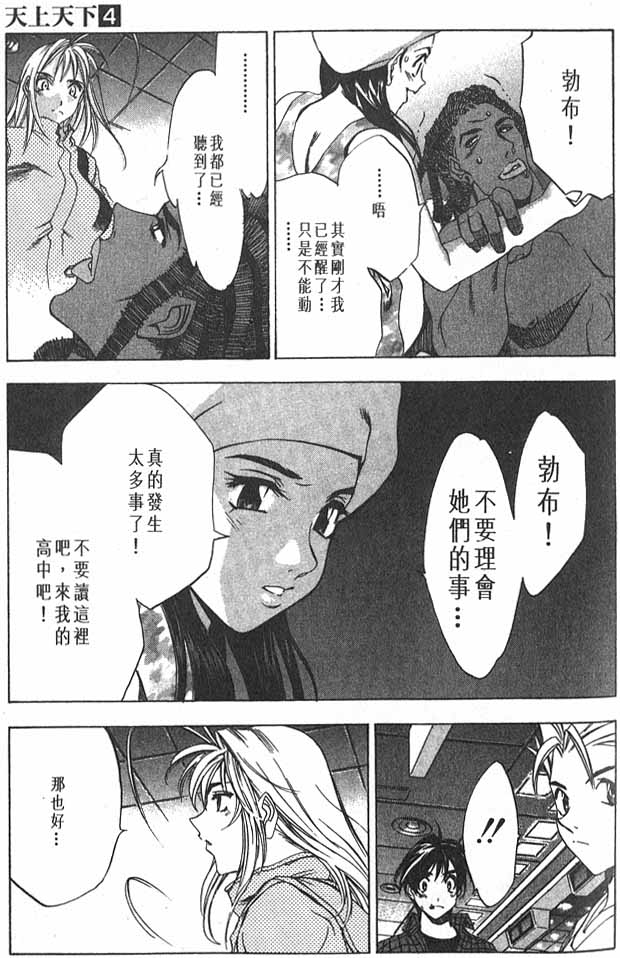 天上天下4
勃布！
……唔
其實剛才我
已經醒了…
只是不能動
……
…………
我都已經
聽到了…
勃布！
不要理會
她們的事…
真的發生
太多事了！
不要讀這裡
吧，來我的
高中吧！
!!
那也好…